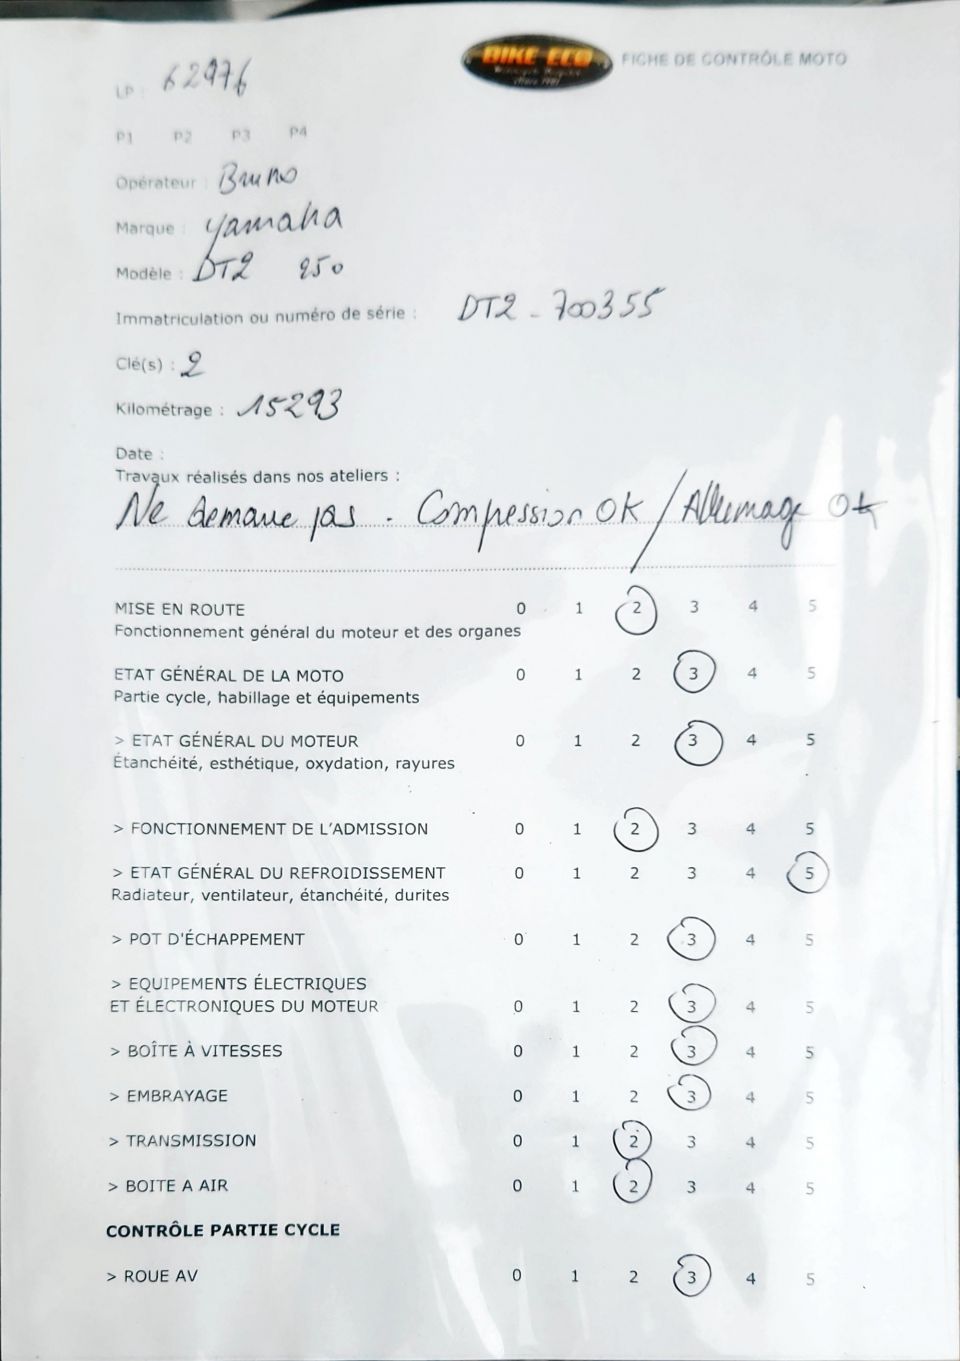 BIKE-ECO FICHE DE CONTRÔLE MOTO
LP : 62976
P1 P2 P3 P4
Opérateur : Bruno
Marque : Yamaha
Modèle : DT2 250
Immatriculation ou numéro de série : DT2 - 700355
Clé(s) : 2
Kilométrage : 15293
Date :
Travaux réalisés dans nos ateliers :
Ne demarre pas - Compession OK / Allumage OK
MISE EN ROUTE 0 1 2 3 4 5
Fonctionnement général du moteur et des organes
ETAT GÉNÉRAL DE LA MOTO 0 1 2 3 4 5
Partie cycle, habillage et équipements
> ETAT GÉNÉRAL DU MOTEUR 0 1 2 3 4 5
Étanchéité, esthétique, oxydation, rayures
> FONCTIONNEMENT DE L'ADMISSION 0 1 2 3 4 5
> ETAT GÉNÉRAL DU REFROIDISSEMENT 0 1 2 3 4 5
Radiateur, ventilateur, étanchéité, durites
> POT D'ÉCHAPPEMENT 0 1 2 3 4 5
> EQUIPEMENTS ÉLECTRIQUES
ET ÉLECTRONIQUES DU MOTEUR 0 1 2 3 4 5
> BOÎTE À VITESSES 0 1 2 3 4 5
> EMBRAYAGE 0 1 2 3 4 5
> TRANSMISSION 0 1 2 3 4 5
> BOITE A AIR 0 1 2 3 4 5
CONTRÔLE PARTIE CYCLE
> ROUE AV 0 1 2 3 4 5